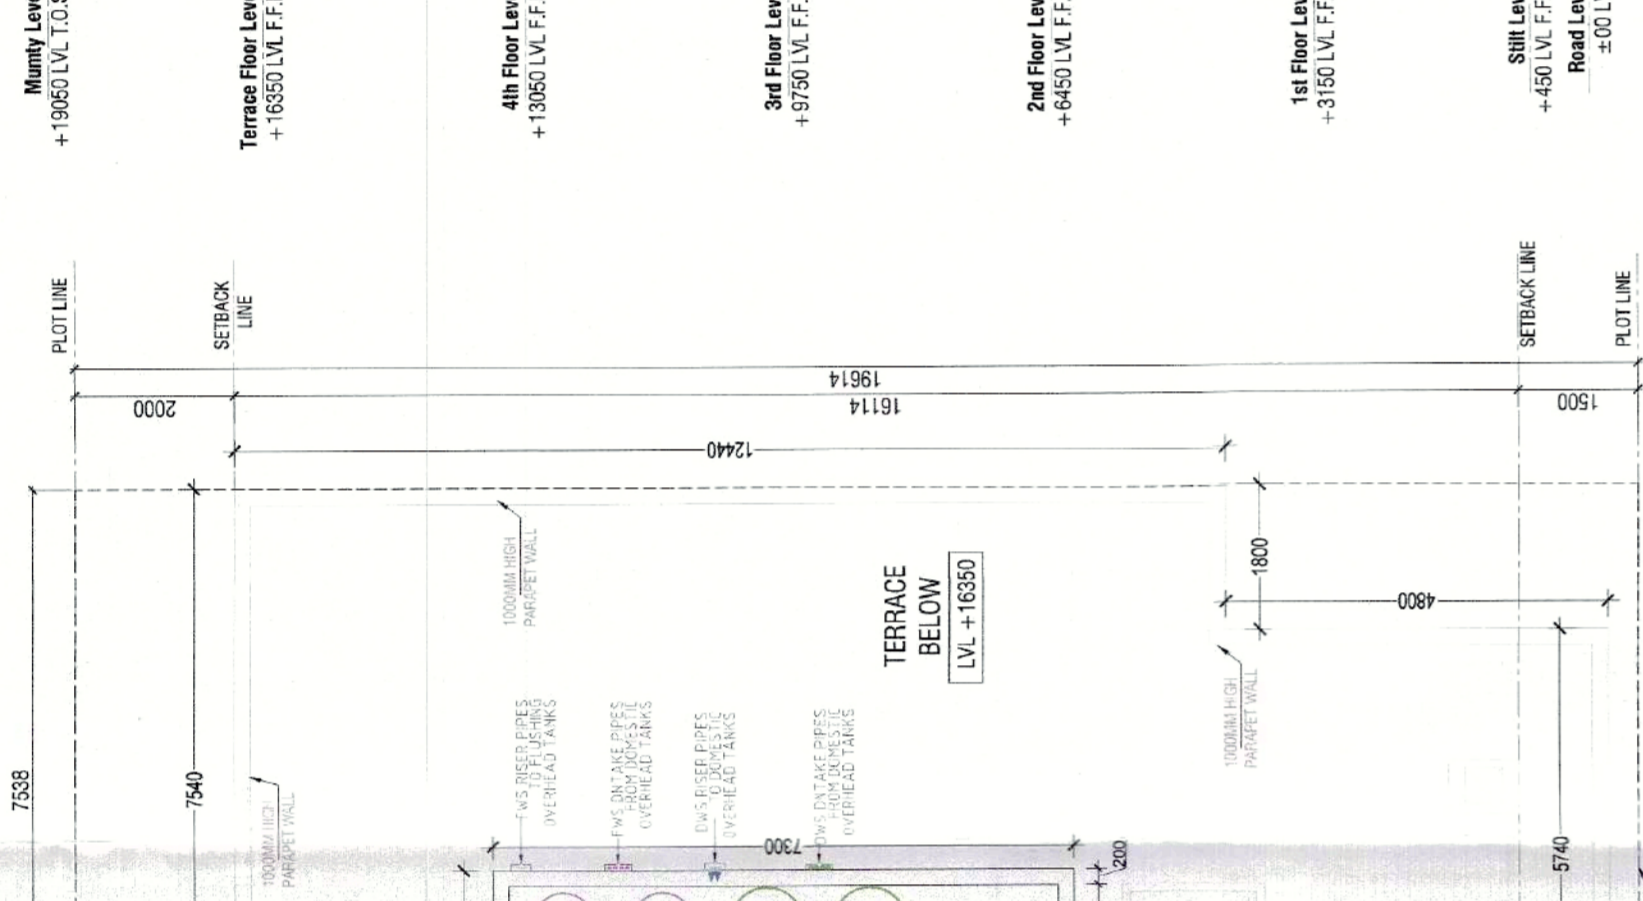 Mumty Leve
+19050 LVL T.O.S
Terrace Floor Leve
+16350 LVL F.F.
4th Floor Lev
+13050 LVL F.F.
3rd Floor Lev
+9750 LVL F.F.
2nd Floor Lev
+6450 LVL F.F.
1st Floor Lev
+3150 LVL F.F
Stilt Lev
+450 LVL F.F
Road Lev
±00 LV
PLOT LINE
SETBACK
LINE
SETBACK LINE
PLOT LINE
19614
2000
16114
1500
12440
1000MM HIGH
PARAPET WALL
TERRACE
BELOW
LVL +16350
1800
4800
1000MM HIGH
PARAPET WALL
7538
7540
1000MM HIGH
PARAPET WALL
FWS RISER PIPES
TO FLUSHING
OVERHEAD TANKS
FWS DNTAKE PIPES
FROM DOMESTIC
OVERHEAD TANKS
DWS RISER PIPES
TO DOMESTIC
OVERHEAD TANKS
DWS DNTAKE PIPES
FROM DOMESTIC
OVERHEAD TANKS
7300
200
5740